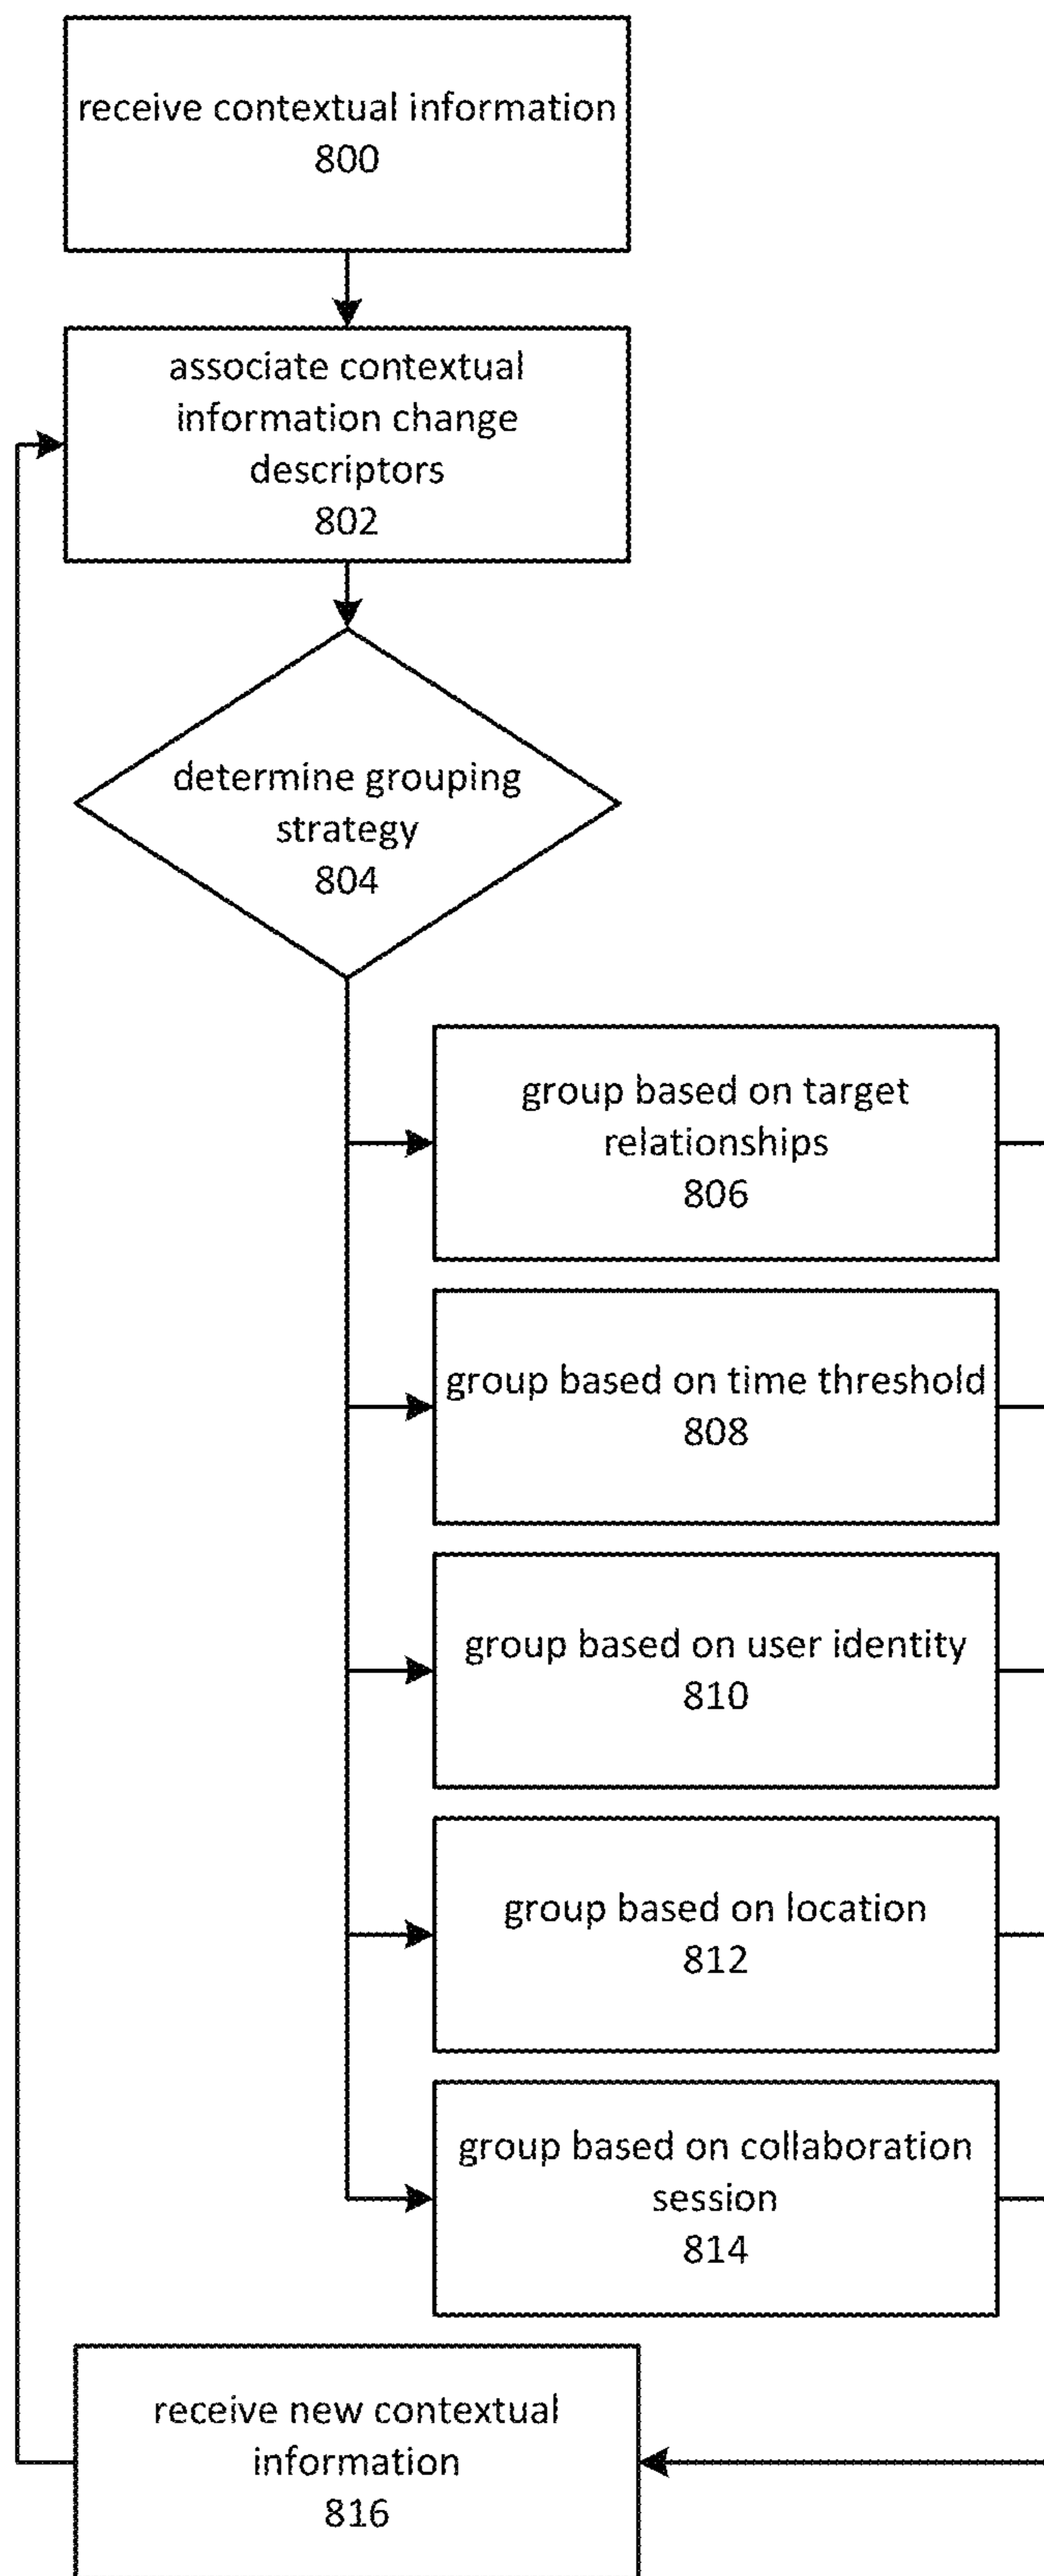 receive contextual information
800
associate contextual
information change
descriptors
802
determine grouping
strategy
804
group based on target
relationships
806
group based on time threshold
808
group based on user identity
810
group based on location
812
group based on collaboration
session
814
receive new contextual
information
816